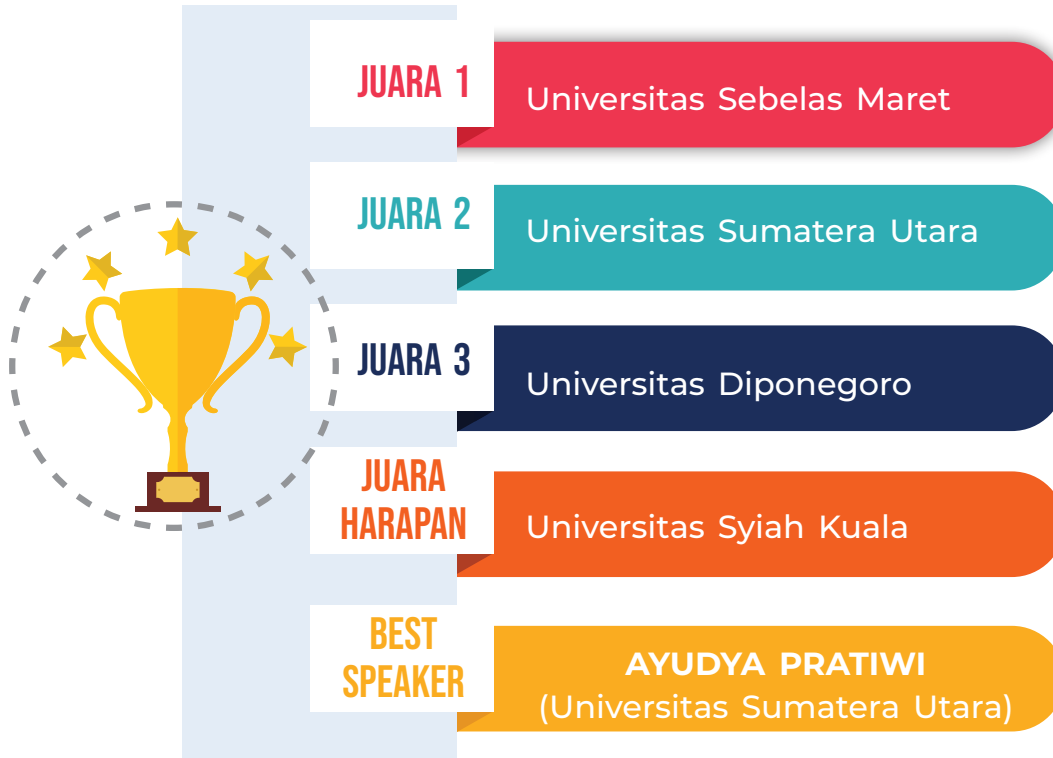 JUARA 1
Universitas Sebelas Maret
JUARA 2
Universitas Sumatera Utara
JUARA 3
Universitas Diponegoro
JUARA
HARAPAN
Universitas Syiah Kuala
BEST
SPEAKER
AYUDYA PRATIWI
(Universitas Sumatera Utara)